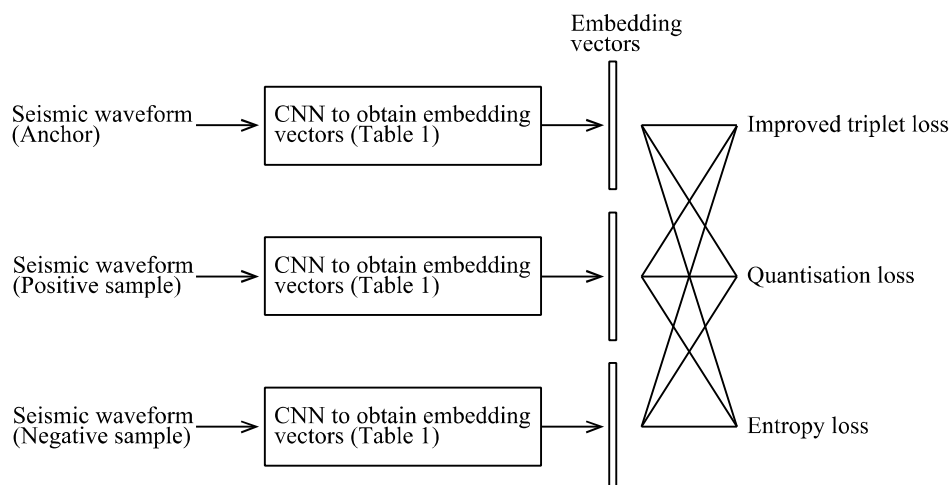 Embedding
vectors
Seismic waveform
(Anchor)
CNN to obtain embedding
vectors (Table 1)
Improved triplet loss
Seismic waveform
(Positive sample)
CNN to obtain embedding
vectors (Table 1)
Quantisation loss
Seismic waveform
(Negative sample)
CNN to obtain embedding
vectors (Table 1)
Entropy loss